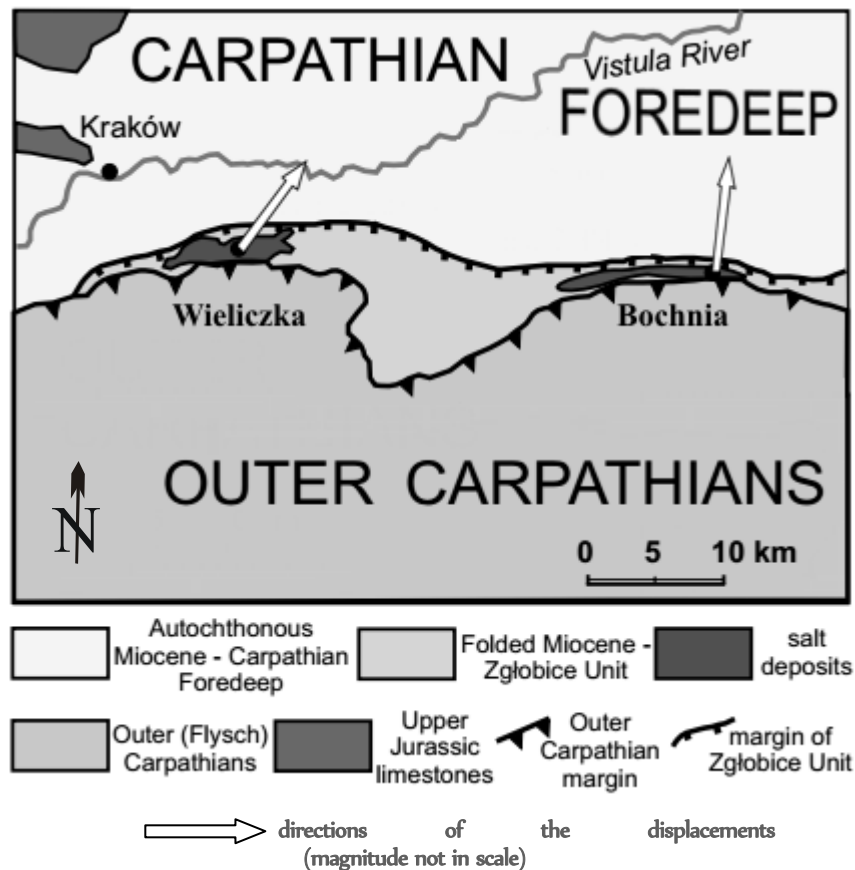 CARPATHIAN
Vistula River
FOREDEEP
Kraków
Wieliczka
Bochnia
OUTER CARPATHIANS
N
0 5 10 km
Autochthonous
Miocene - Carpathian
Foredeep
Folded Miocene -
Zgłobice Unit
salt
deposits
Outer (Flysch)
Carpathians
Upper
Jurassic
limestones
Outer
Carpathian
margin
margin of
Zgłobice Unit
directions of the displacements
(magnitude not in scale)